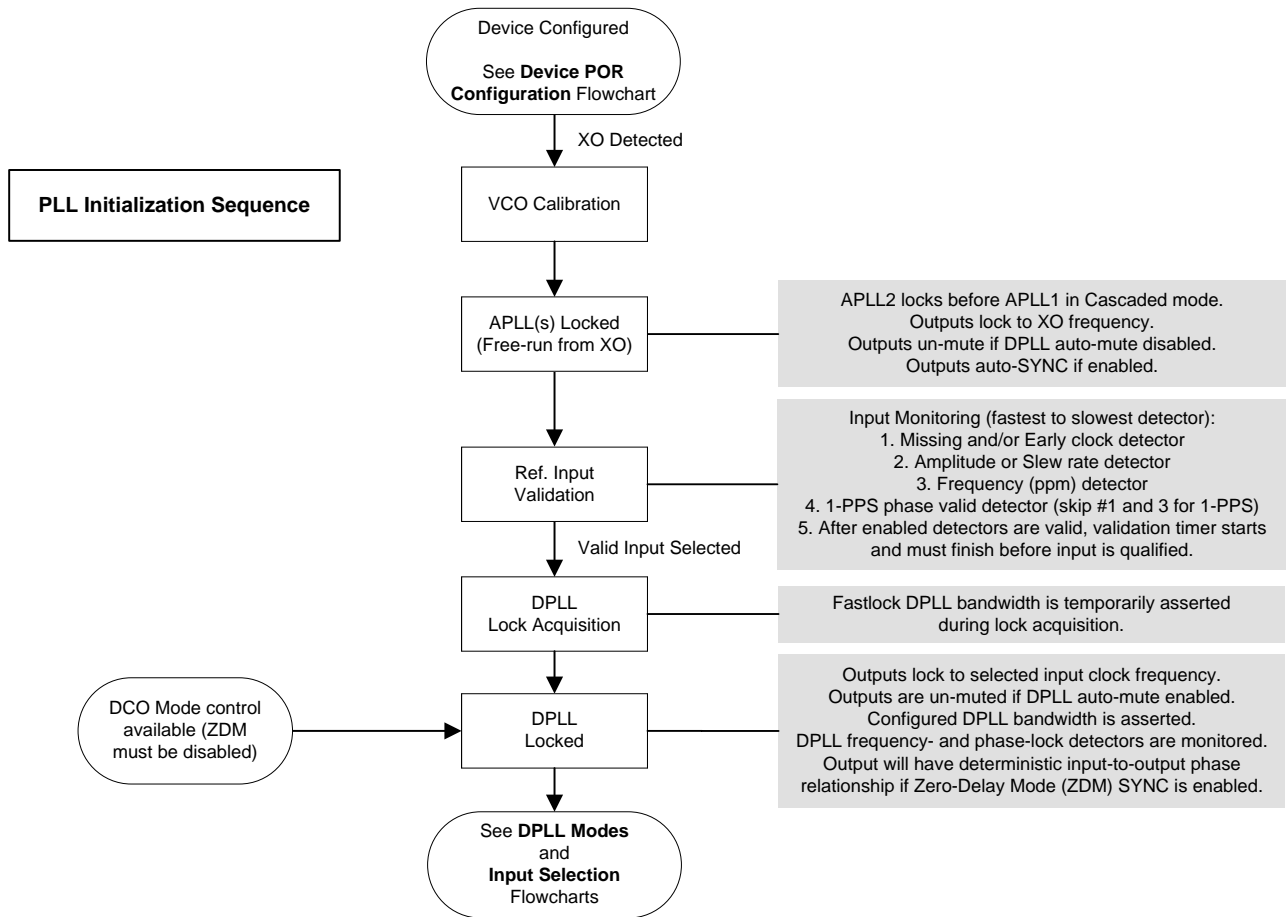 Device Configured
See Device POR
Configuration Flowchart
XO Detected
PLL Initialization Sequence
VCO Calibration
APLL(s) Locked
(Free-run from XO)
APLL2 locks before APLL1 in Cascaded mode.
Outputs lock to XO frequency.
Outputs un-mute if DPLL auto-mute disabled.
Outputs auto-SYNC if enabled.
Ref. Input
Validation
Input Monitoring (fastest to slowest detector):
1. Missing and/or Early clock detector
2. Amplitude or Slew rate detector
3. Frequency (ppm) detector
4. 1-PPS phase valid detector (skip #1 and 3 for 1-PPS)
5. After enabled detectors are valid, validation timer starts
and must finish before input is qualified.
Valid Input Selected
DPLL
Lock Acquisition
Fastlock DPLL bandwidth is temporarily asserted
during lock acquisition.
DCO Mode control
available (ZDM
must be disabled)
DPLL
Locked
Outputs lock to selected input clock frequency.
Outputs are un-muted if DPLL auto-mute enabled.
Configured DPLL bandwidth is asserted.
DPLL frequency- and phase-lock detectors are monitored.
Output will have deterministic input-to-output phase
relationship if Zero-Delay Mode (ZDM) SYNC is enabled.
See DPLL Modes
and
Input Selection
Flowcharts